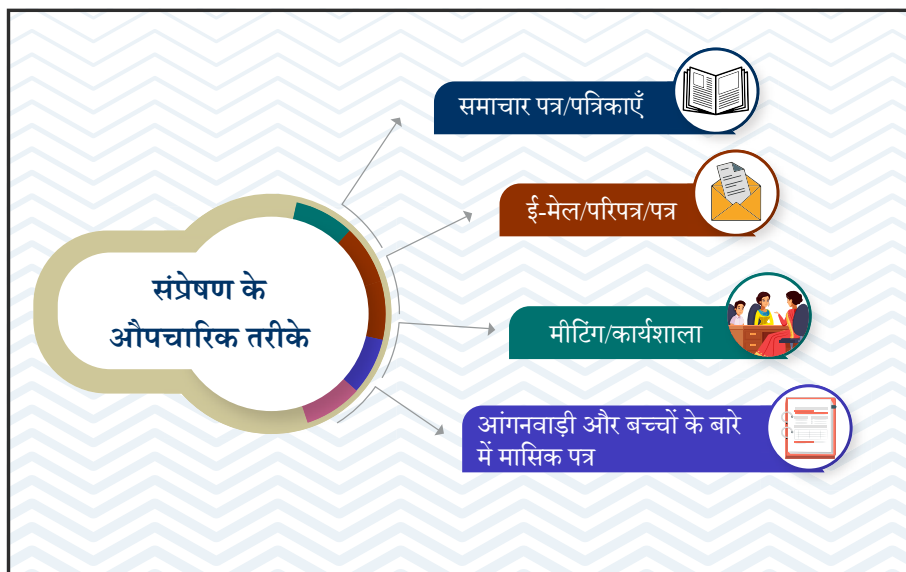 समाचार पत्र/पत्रिकाएँ
ई-मेल/परिपत्र/पत्र
संप्रेषण के
औपचारिक तरीके
मीटिंग/कार्यशाला
आंगनवाड़ी और बच्चों के बारे
में मासिक पत्र